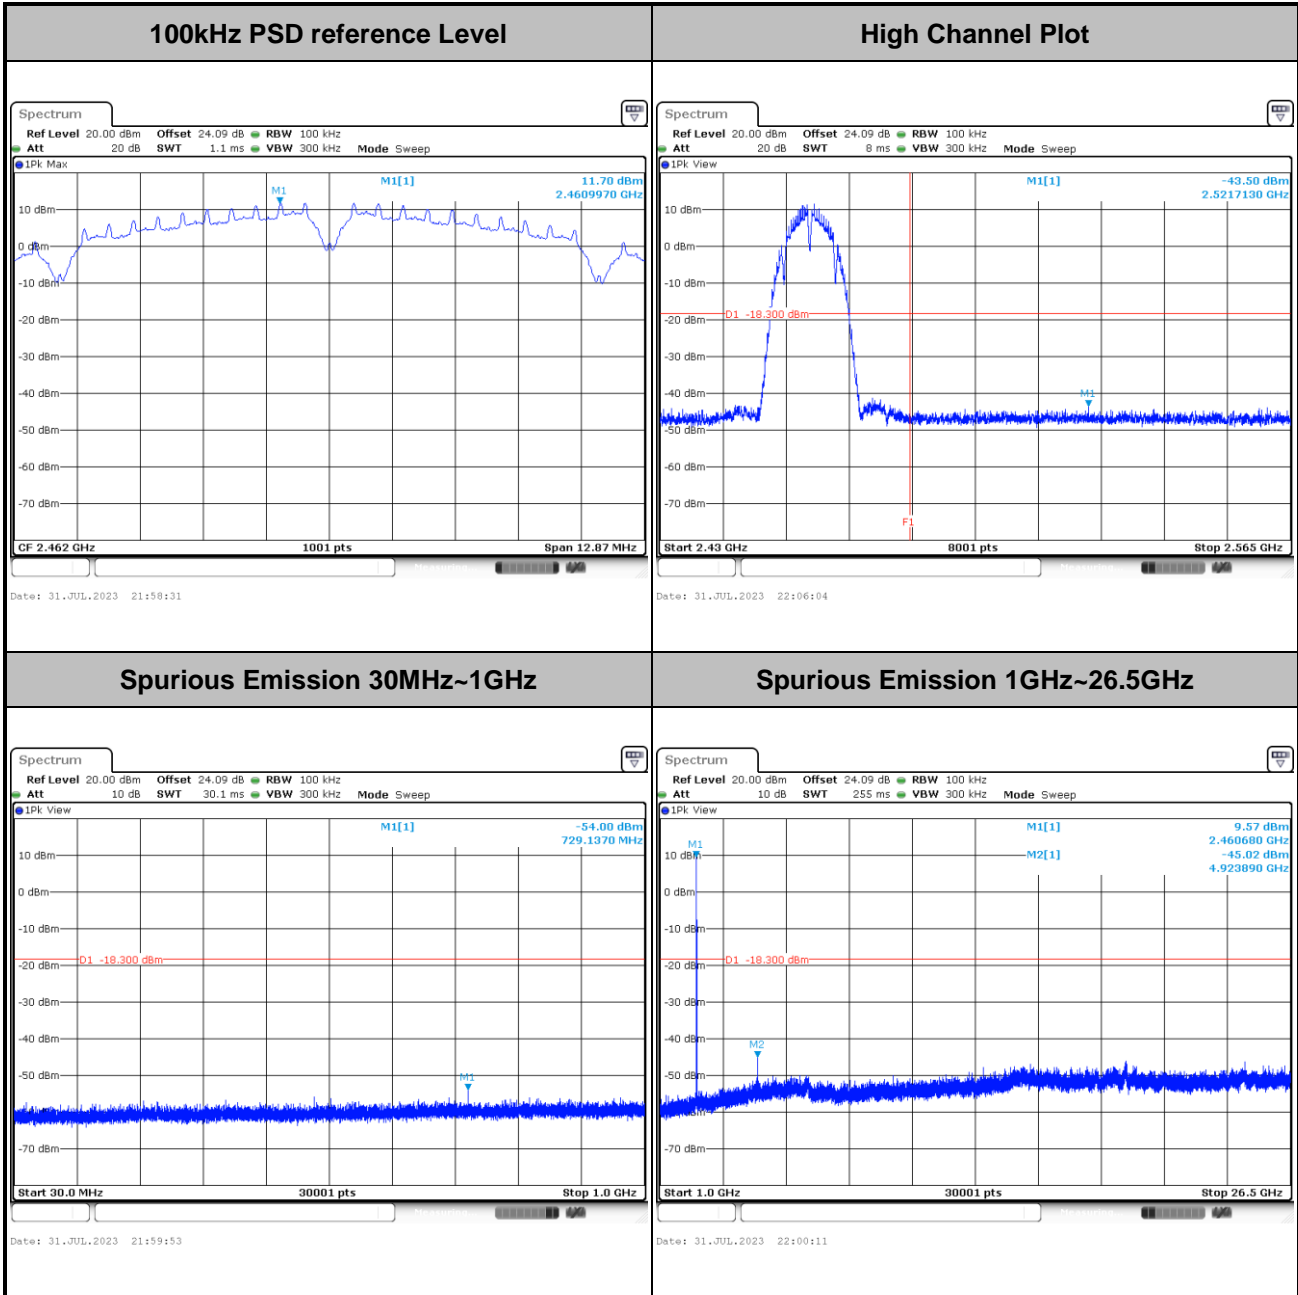 100kHz PSD reference Level
High Channel Plot
Spectrum
Ref Level 20.00 dBm Offset 24.09 dB RBW 100 kHz
Att 20 dB SWT 1.1 ms VBW 300 kHz Mode Sweep
1Pk Max
M1[1] 11.70 dBm
2.4609970 GHz
M1
10 dBm
0 dBm
-10 dBm
-20 dBm
-30 dBm
-40 dBm
-50 dBm
-60 dBm
-70 dBm
CF 2.462 GHz 1001 pts Span 12.87 MHz
Date: 31.JUL.2023 21:58:31
Spectrum
Ref Level 20.00 dBm Offset 24.09 dB RBW 100 kHz
Att 20 dB SWT 8 ms VBW 300 kHz Mode Sweep
1Pk View
M1[1] -43.50 dBm
2.5217130 GHz
10 dBm
0 dBm
-10 dBm
D1 -18.300 dBm
-20 dBm
-30 dBm
-40 dBm
M1
-50 dBm
-60 dBm
-70 dBm
F1
Start 2.43 GHz 8001 pts Stop 2.565 GHz
Measuring
Date: 31.JUL.2023 22:06:04
Spurious Emission 30MHz~1GHz
Spurious Emission 1GHz~26.5GHz
Spectrum
Ref Level 20.00 dBm Offset 24.09 dB RBW 100 kHz
Att 10 dB SWT 30.1 ms VBW 300 kHz Mode Sweep
1Pk View
M1[1] -54.00 dBm
729.1370 MHz
10 dBm
0 dBm
-10 dBm
D1 -18.300 dBm
-20 dBm
-30 dBm
-40 dBm
-50 dBm
M1
-70 dBm
Start 30.0 MHz 30001 pts Stop 1.0 GHz
Measuring
Date: 31.JUL.2023 21:59:53
Spectrum
Ref Level 20.00 dBm Offset 24.09 dB RBW 100 kHz
Att 10 dB SWT 255 ms VBW 300 kHz Mode Sweep
1Pk View
M1[1] 9.57 dBm
2.460680 GHz
M2[1] -45.02 dBm
4.923890 GHz
M1
10 dBm
0 dBm
-10 dBm
D1 -18.300 dBm
-20 dBm
-30 dBm
-40 dBm
M2
-50 dBm
-70 dBm
Start 1.0 GHz 30001 pts Stop 26.5 GHz
Date: 31.JUL.2023 22:00:11